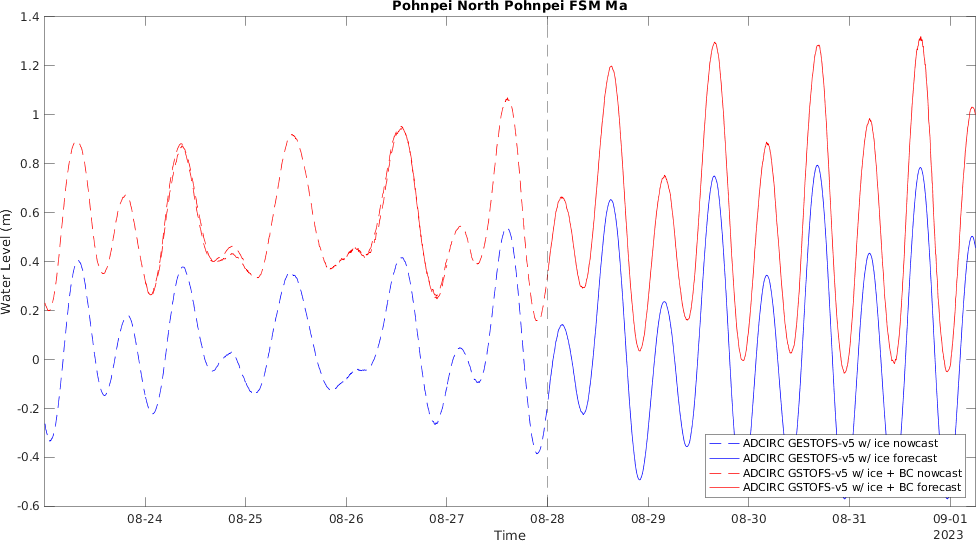 Pohnpei North Pohnpei FSM Ma
1.4
1.2
1
0.8
0.6
0.4
0.2
0
-0.2
-0.4
-0.6
Water Level (m)
ADCIRC GESTOFS-v5 w/ ice nowcast
ADCIRC GESTOFS-v5 w/ ice forecast
ADCIRC GSTOFS-v5 w/ ice + BC nowcast
ADCIRC GSTOFS-v5 w/ ice + BC forecast
08-24 08-25 08-26 08-27 08-28 08-29 08-30 08-31 09-01
Time 2023